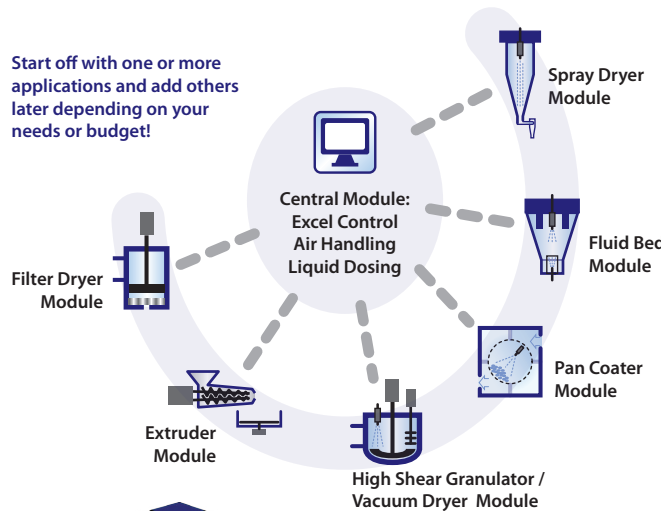 Start off with one or more
applications and add others
later depending on your
needs or budget!
Spray Dryer
Module
Central Module:
Excel Control
Air Handling
Liquid Dosing
Fluid Bed
Module
Filter Dryer
Module
Pan Coater
Module
Extruder
Module
High Shear Granulator /
Vacuum Dryer Module